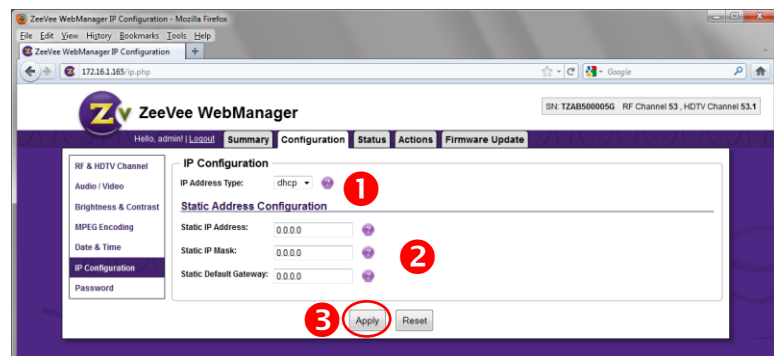 ZeeVee WebManager IP Configuration - Mozilla Firefox
File Edit View History Bookmarks Tools Help
ZeeVee WebManager IP Configuration +
172.16.1.165/ip.php
Google
Zv ZeeVee WebManager
SN: TZAB500005G RF Channel 53 , HDTV Channel 53.1
Hello, admin! | Logout Summary Configuration Status Actions Firmware Update
RF & HDTV Channel
Audio / Video
Brightness & Contrast
MPEG Encoding
Date & Time
IP Configuration
Password
IP Configuration
IP Address Type: dhcp ? 1
Static Address Configuration
Static IP Address: 0.0.0.0 ?
Static IP Mask: 0.0.0.0 ? 2
Static Default Gateway: 0.0.0.0 ?
3 Apply Reset